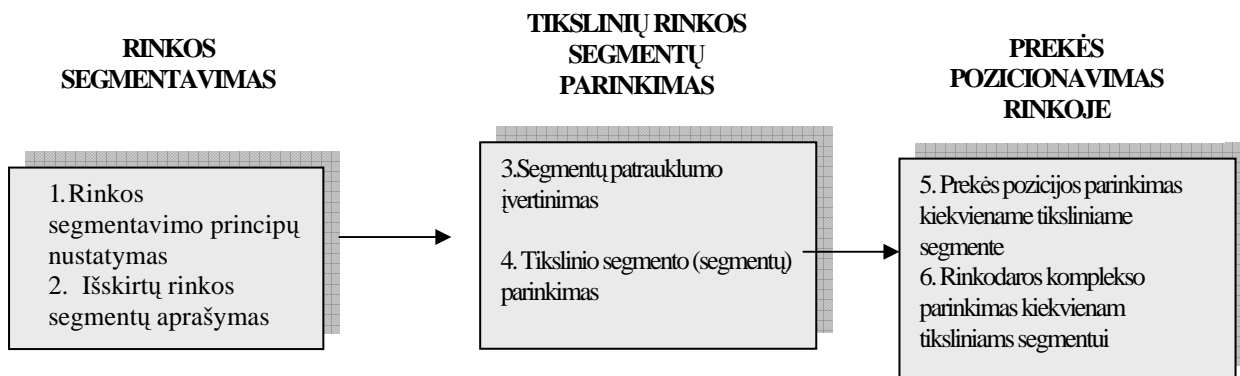 RINKOS
SEGMENTAVIMAS
1. Rinkos
segmentavimo principų
nustatymas
2. Išskirtų rinkos
segmentų aprašymas
TIKSLINIŲ RINKOS
SEGMENTŲ
PARINKIMAS
3.Segmentų patrauklumo
įvertinimas
4. Tikslinio segmento (segmentų)
parinkimas
PREKĖS
POZICIONAVIMAS
RINKOJE
5. Prekės pozicijos parinkimas
kiekviename tiksliniame
segmente
6. Rinkodaros komplekso
parinkimas kiekvienam
tiksliniams segmentui